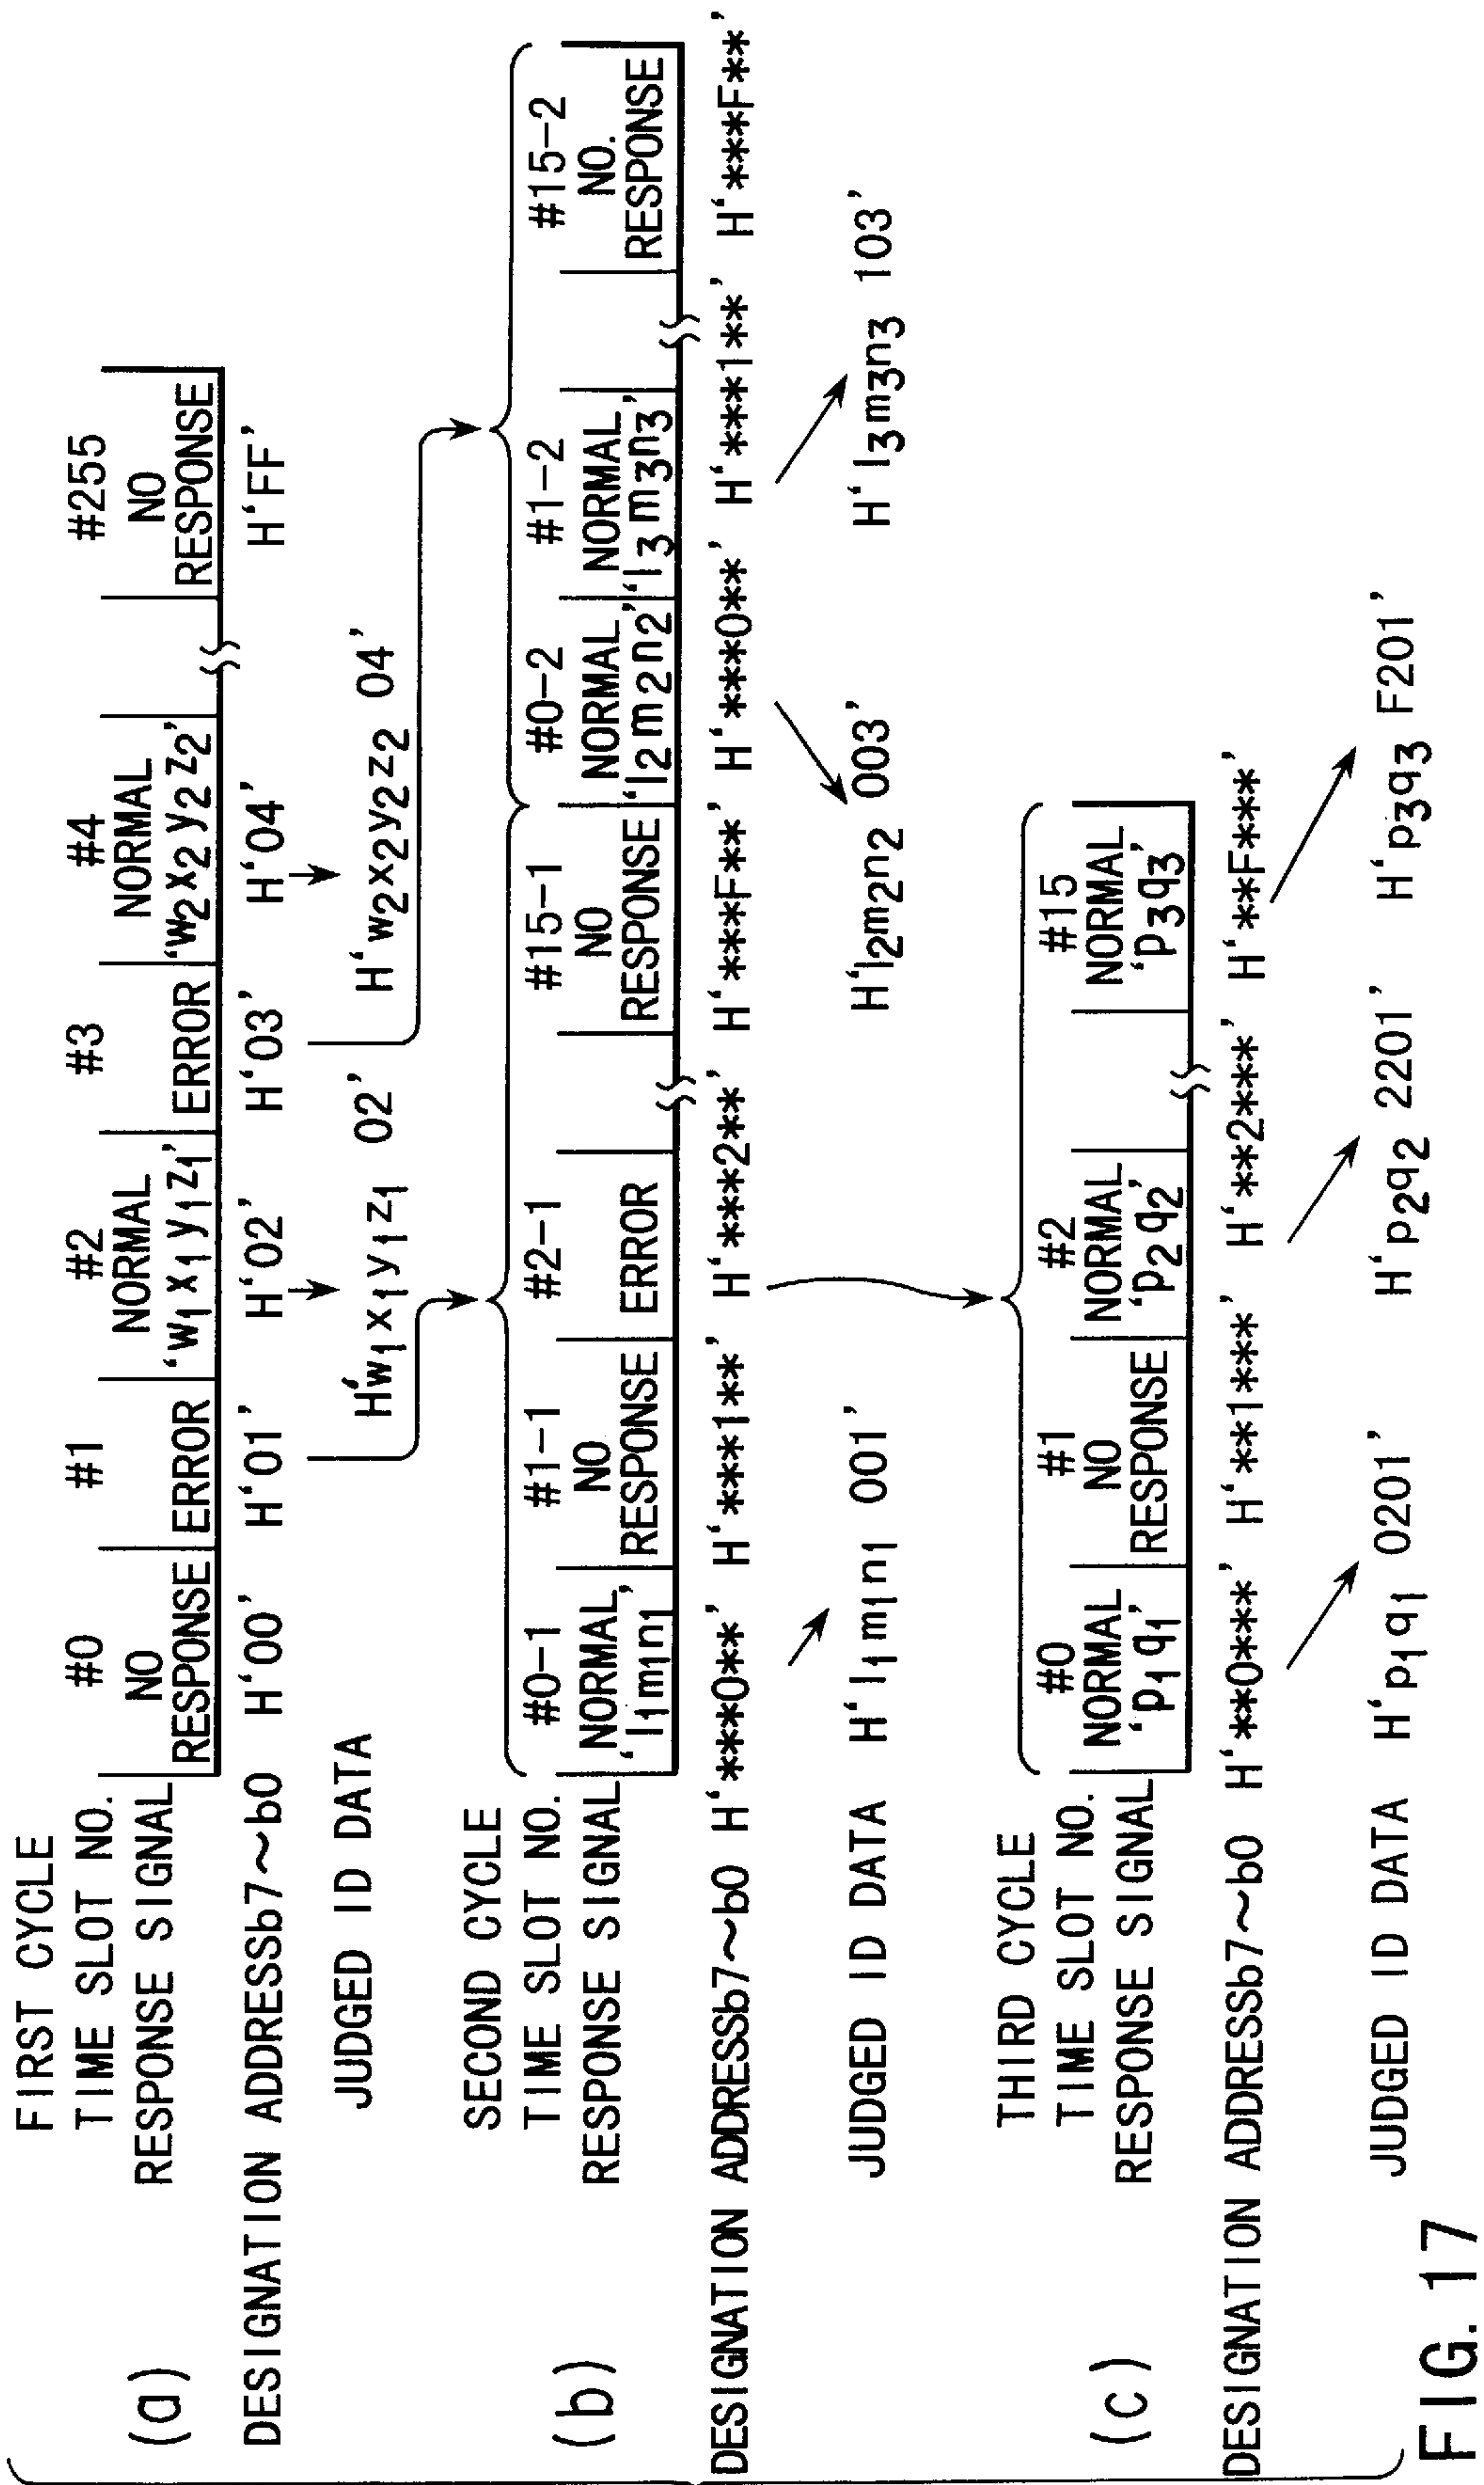 FIRST CYCLE
(a)
TIME SLOT NO. #0 #1 #2 #3 #4 #255
RESPONSE SIGNAL NO RESPONSE ERROR NORMAL 'w1x1y1z1' ERROR NORMAL 'w2x2y2z2' NO RESPONSE
DESIGNATION ADDRESSb7~b0 H'00' H'01' H'02' H'03' H'04' H'FF'
JUDGED ID DATA H'w1x1y1z1 02' H'w2x2y2z2 04'
SECOND CYCLE
(b)
TIME SLOT NO. #0-1 #1-1 #2-1 #15-1 #0-2 #1-2 #15-2
RESPONSE SIGNAL NORMAL 'l1m1n1' NO RESPONSE ERROR NO RESPONSE NORMAL 'l2m2n2' NORMAL 'l3m3n3' NO. RESPONSE
DESIGNATION ADDRESSb7~b0 H'***0**' H'***1**' H'***2**' H'***F**' H'***0**' H'***1**' H'***F**'
JUDGED ID DATA H'l1m1n1 001' H'l2m2n2 003' H'l3m3n3 103'
THIRD CYCLE
(c)
TIME SLOT NO. #0 #1 #2 #15
RESPONSE SIGNAL NORMAL 'p1q1' NO RESPONSE NORMAL 'p2q2' NORMAL 'p3q3'
DESIGNATION ADDRESSb7~b0 H'**0***' H'**1***' H'**2***' H'**F***'
JUDGED ID DATA H'p1q1 0201' H'p2q2 2201' H'p3q3 F201'
FIG. 17